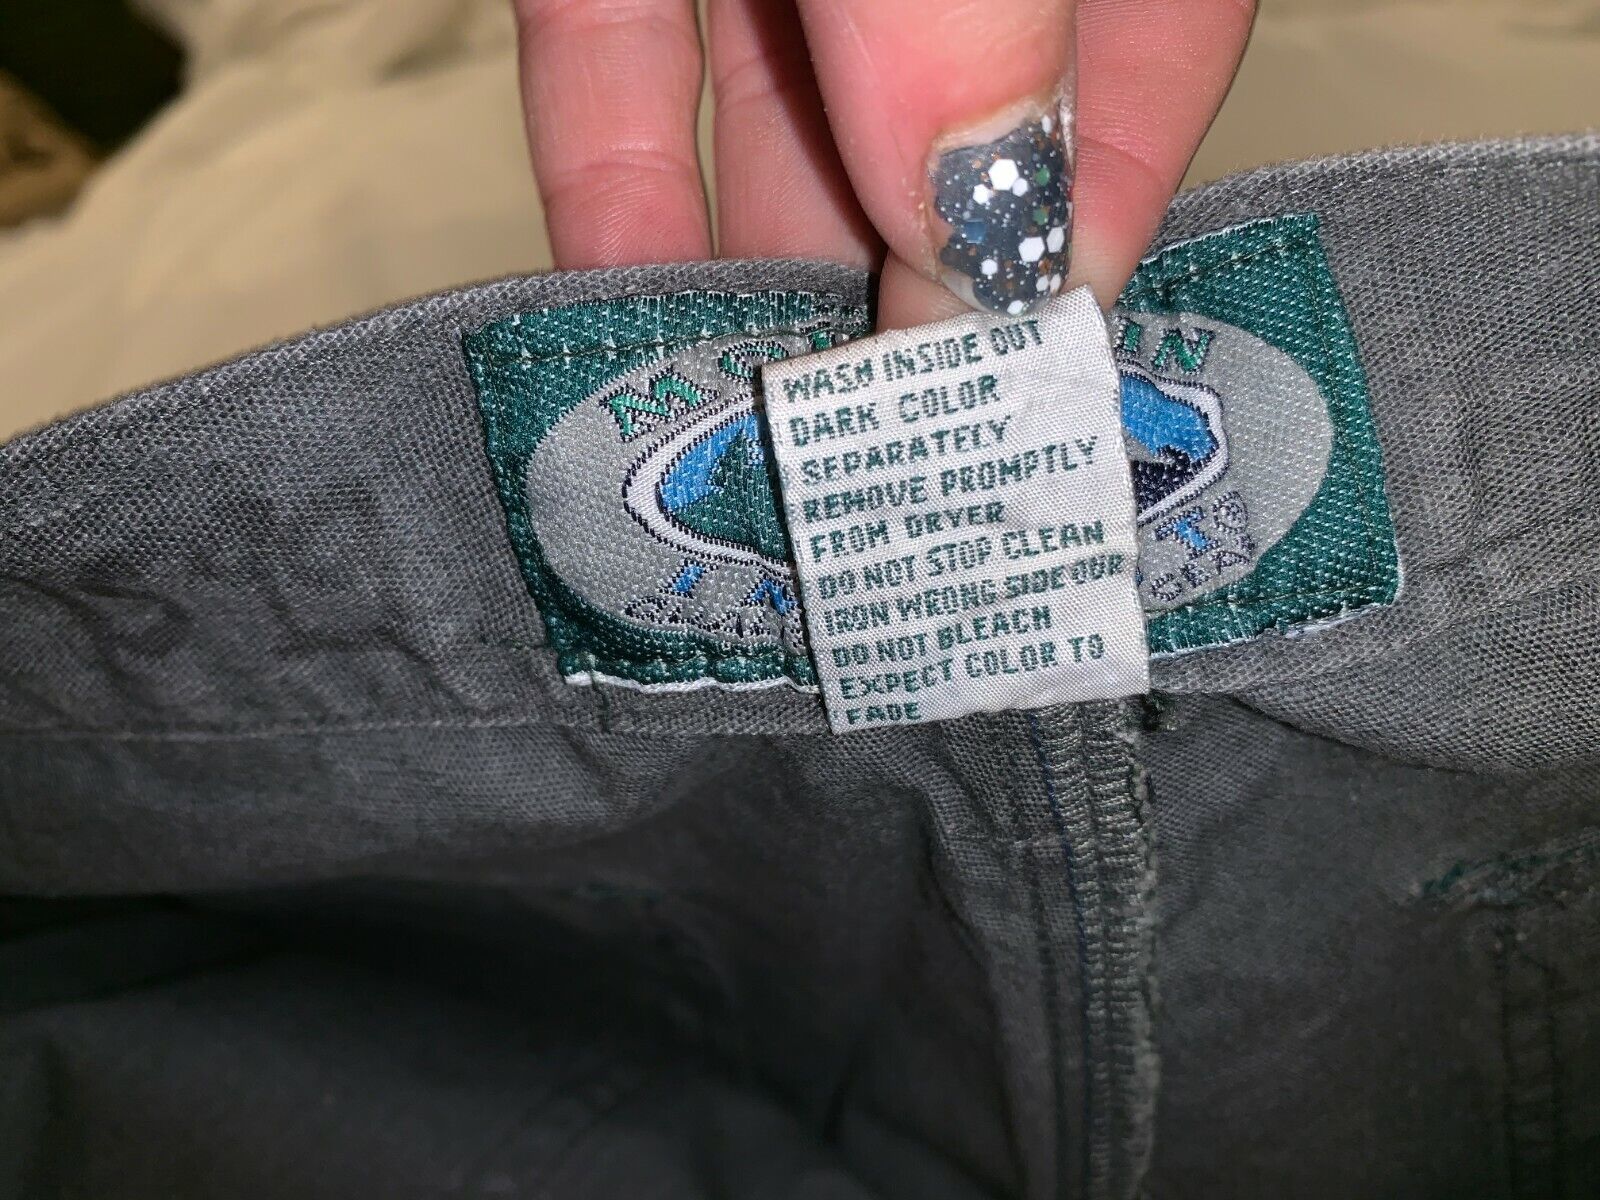 WASH INSIDE OUT
DARK COLOR
SEPARATELY
REMOVE PROMPTLY
FROM DRYER
DO NOT STOP CLEAN
IRON WRONG SIDE OUR
DO NOT BLEACH
EXPECT COLOR TO
FADE